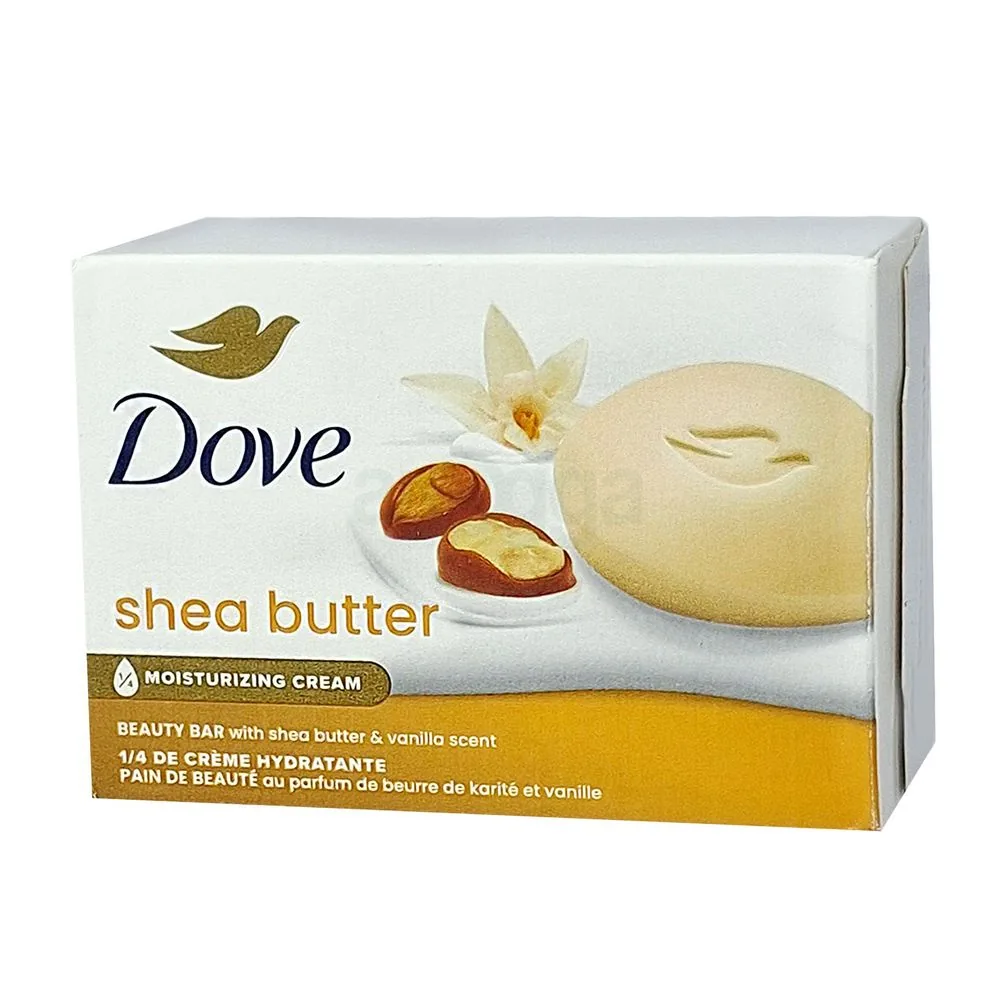 Dove
shea butter
1/4 MOISTURIZING CREAM
BEAUTY BAR with shea butter & vanilla scent
1/4 DE CRÈME HYDRATANTE
PAIN DE BEAUTÉ au parfum de beurre de karité et vanille